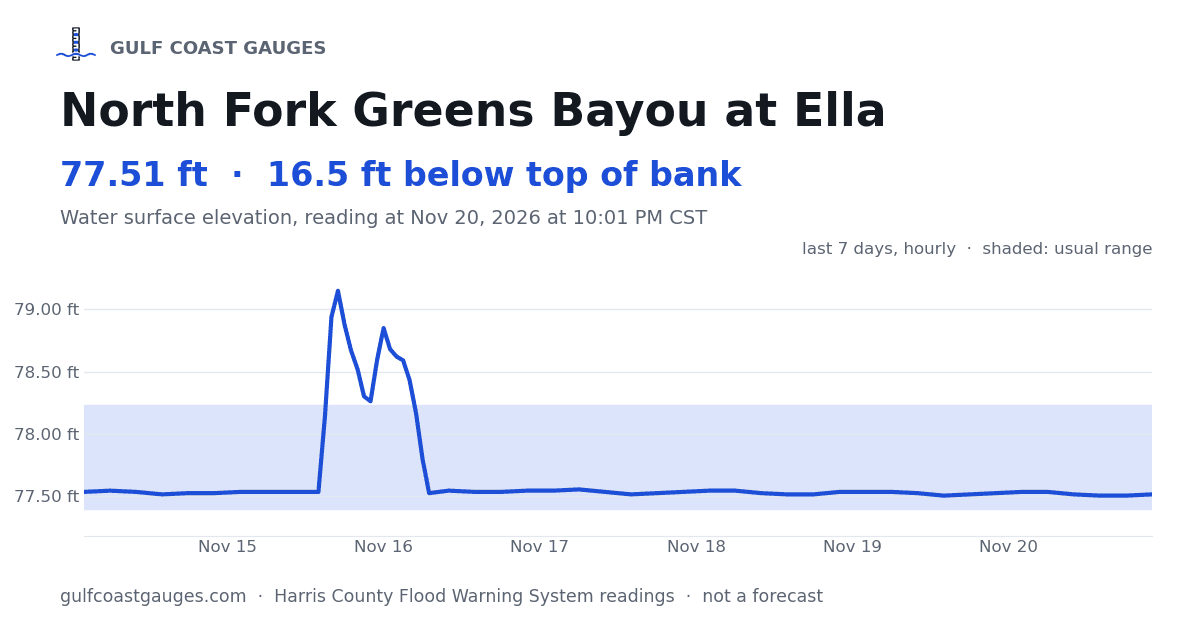 GULF COAST GAUGES
North Fork Greens Bayou at Ella
77.51 ft · 16.5 ft below top of bank
Water surface elevation, reading at Nov 20, 2026 at 10:01 PM CST
last 7 days, hourly · shaded: usual range
79.00 ft
78.50 ft
78.00 ft
77.50 ft
Nov 15 Nov 16 Nov 17 Nov 18 Nov 19 Nov 20
gulfcoastgauges.com · Harris County Flood Warning System readings · not a forecast